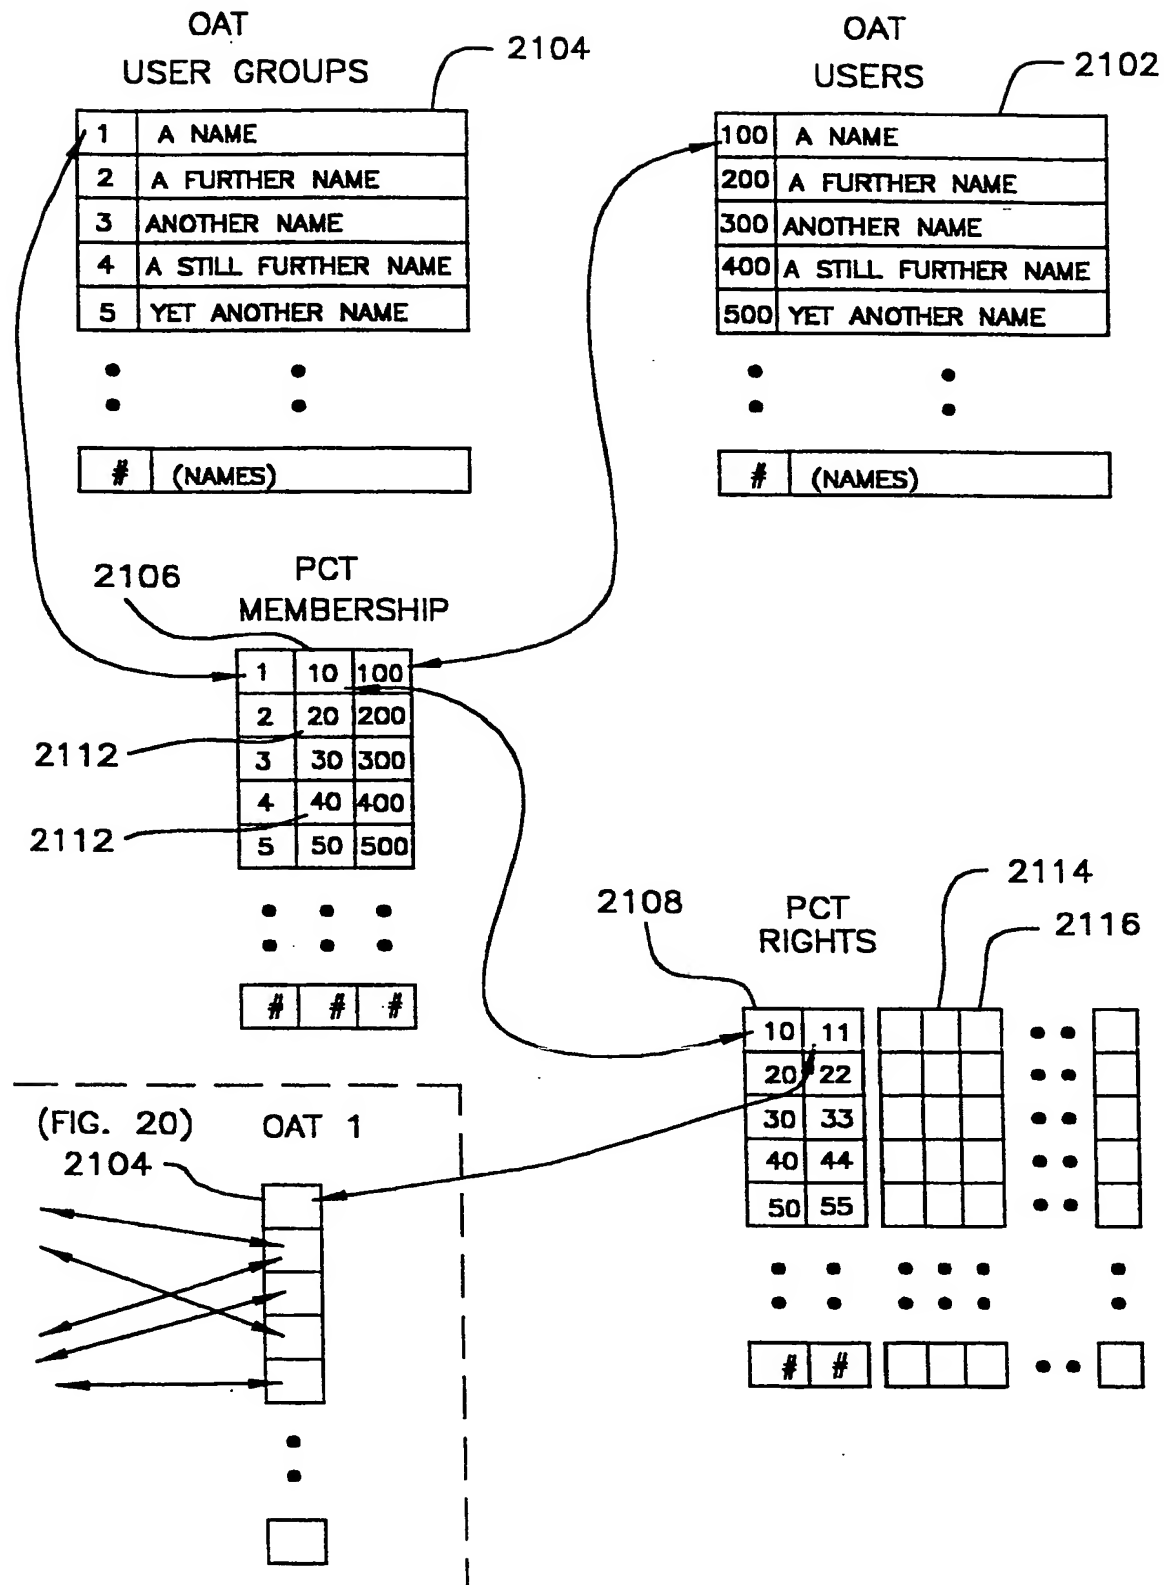 OAT
USER GROUPS
2104
1 A NAME
2 A FURTHER NAME
3 ANOTHER NAME
4 A STILL FURTHER NAME
5 YET ANOTHER NAME
# (NAMES)
OAT
USERS
2102
100 A NAME
200 A FURTHER NAME
300 ANOTHER NAME
400 A STILL FURTHER NAME
500 YET ANOTHER NAME
# (NAMES)
2106
PCT
MEMBERSHIP
1 10 100
2 20 200
2112
3 30 300
4 40 400
2112
5 50 500
# # #
2108
PCT
RIGHTS
2114
2116
10 11
20 22
30 33
40 44
50 55
# #
(FIG. 20) OAT 1
2104